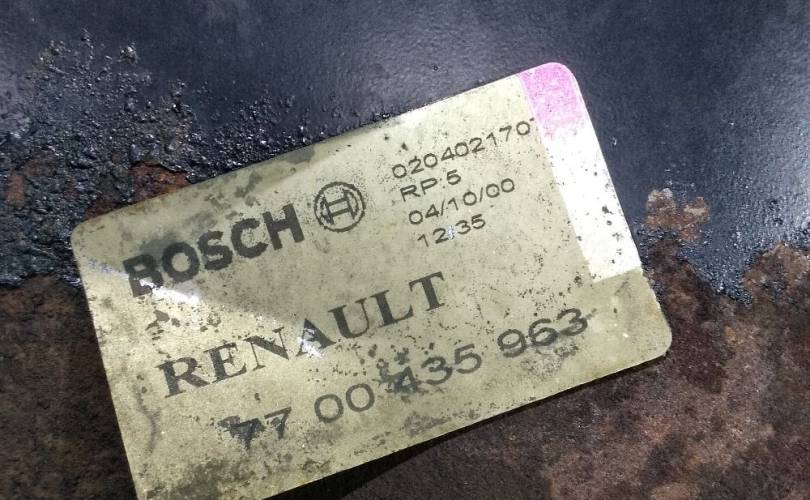 BOSCH
020402170
RP 5
04/10/00
12:35
RENAULT
77 00 435 963